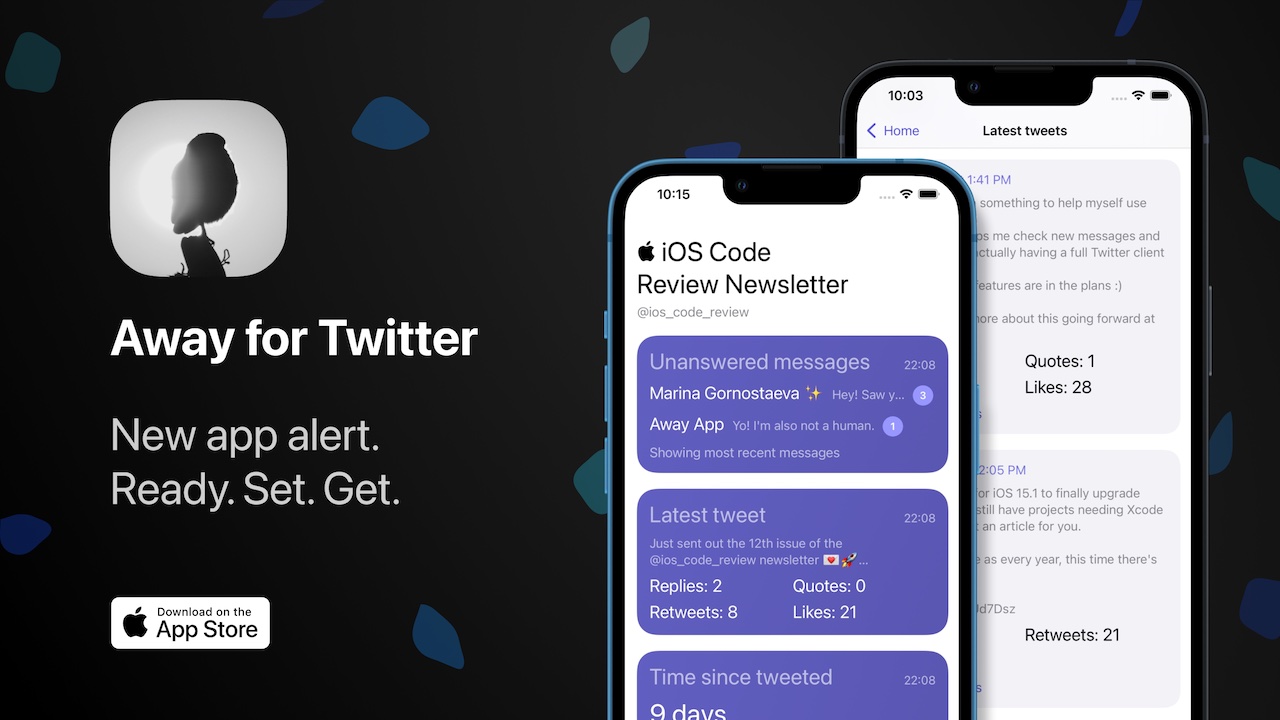 Away for Twitter
New app alert.
Ready. Set. Get.
Download on the
App Store
10:15
iOS Code
Review Newsletter
@ios_code_review
Unanswered messages 22:08
Marina Gornostaeva ✨ Hey! Saw y... 3
Away App Yo! I'm also not a human. 1
Showing most recent messages
Latest tweet 22:08
Just sent out the 12th issue of the
@ios_code_review newsletter 💌🚀...
Replies: 2 Quotes: 0
Retweets: 8 Likes: 21
Time since tweeted 22:08
9 days
10:03
Home Latest tweets
1:41 PM
something to help myself use
me check new messages and
having a full Twitter client
are in the plans :)
about this going forward at
Quotes: 1
Likes: 28
2:05 PM
for iOS 15.1 to finally upgrade
still have projects needing Xcode
an article for you.
as every year, this time there's
Jd7Dsz
Retweets: 21